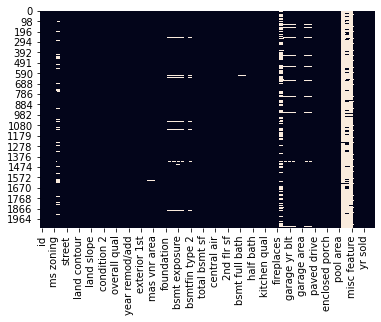 0
98
196
294
392
491
590
688
786
884
982
1080
1179
1278
1376
1474
1572
1670
1768
1866
1964
id
ms zoning
street
land contour
land slope
condition 2
overall qual
year remod/add
exterior 1st
mas vnr area
foundation
bsmt exposure
bsmtfin type 2
total bsmt sf
central air
2nd flr sf
bsmt full bath
half bath
kitchen qual
fireplaces
garage yr blt
garage area
paved drive
enclosed porch
pool area
misc feature
yr sold